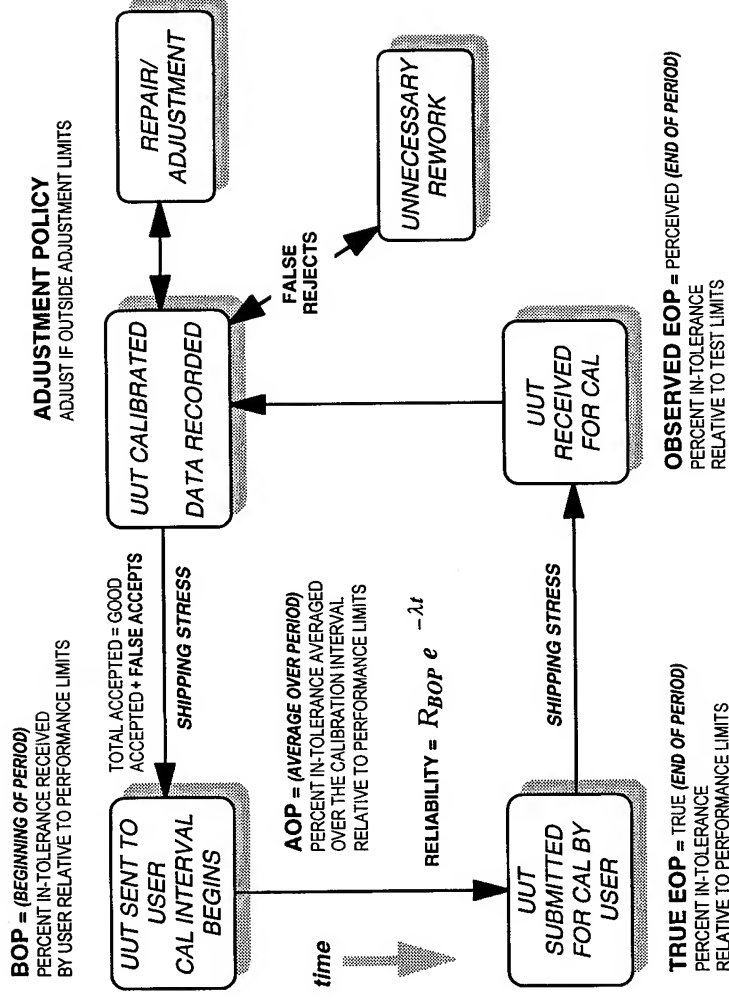 BOP = (BEGINNING OF PERIOD)
PERCENT IN-TOLERANCE RECEIVED
BY USER RELATIVE TO PERFORMANCE LIMITS
ADJUSTMENT POLICY
ADJUST IF OUTSIDE ADJUSTMENT LIMITS
UUT SENT TO
USER
CAL INTERVAL
BEGINS
TOTAL ACCEPTED = GOOD
ACCEPTED + FALSE ACCEPTS
SHIPPING STRESS
UUT CALIBRATED
DATA RECORDED
REPAIR/
ADJUSTMENT
time
AOP = (AVERAGE OVER PERIOD)
PERCENT IN-TOLERANCE AVERAGED
OVER THE CALIBRATION INTERVAL
RELATIVE TO PERFORMANCE LIMITS
RELIABILITY = R_BOP e^{-λt}
FALSE
REJECTS
UNNECESSARY
REWORK
UUT
SUBMITTED
FOR CAL BY
USER
SHIPPING STRESS
UUT
RECEIVED
FOR CAL
TRUE EOP = TRUE (END OF PERIOD)
PERCENT IN-TOLERANCE
RELATIVE TO PERFORMANCE LIMITS
OBSERVED EOP = PERCEIVED (END OF PERIOD)
PERCENT IN-TOLERANCE
RELATIVE TO TEST LIMITS